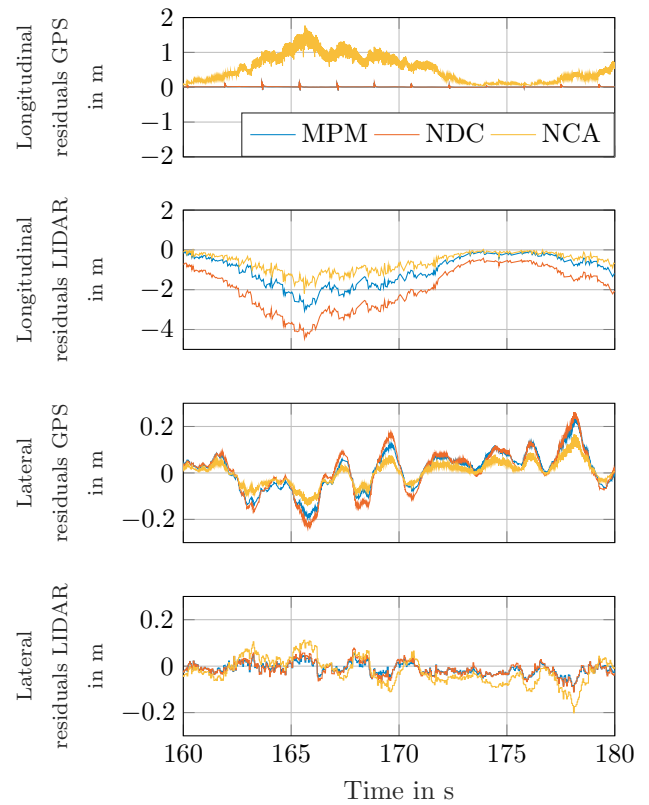 Longitudinal
residuals GPS
in m
2
1
0
−1
−2
MPM NDC NCA
Longitudinal
residuals LIDAR
in m
2
0
−2
−4
Lateral
residuals GPS
in m
0.2
0
−0.2
Lateral
residuals LIDAR
in m
0.2
0
−0.2
160 165 170 175 180
Time in s